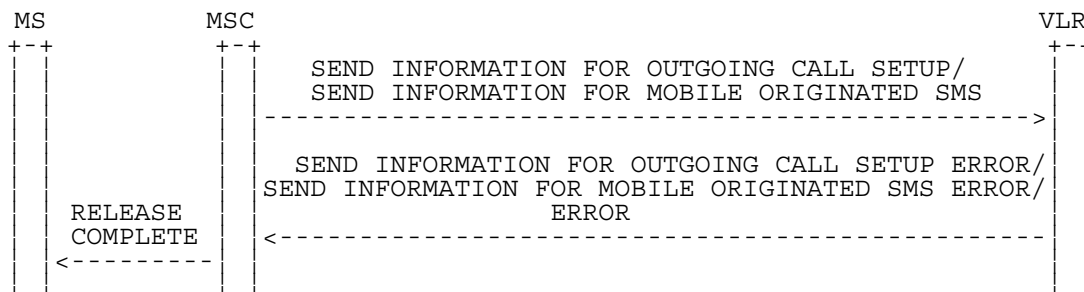 MS MSC VLR
SEND INFORMATION FOR OUTGOING CALL SETUP/
SEND INFORMATION FOR MOBILE ORIGINATED SMS
SEND INFORMATION FOR OUTGOING CALL SETUP ERROR/
SEND INFORMATION FOR MOBILE ORIGINATED SMS ERROR/
RELEASE ERROR
COMPLETE